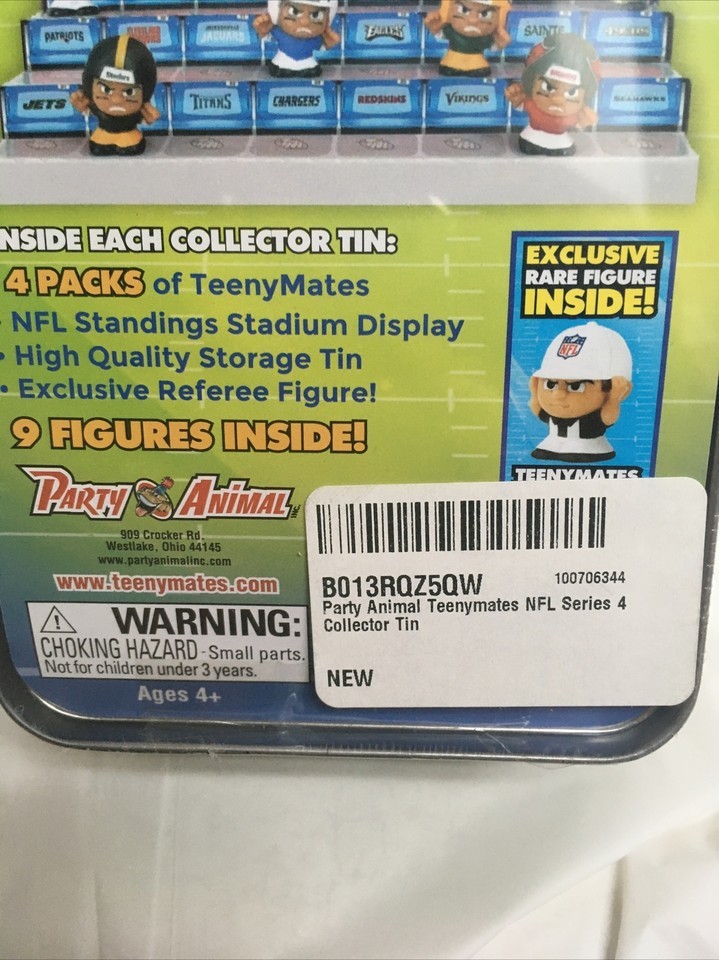 PATRIOTS
JAGUARS
EAGLES
SAINTS
Steelers
JETS
TITANS
CHARGERS
REDSKINS
VIKINGS
SEAHAWKS
NSIDE EACH COLLECTOR TIN:
4 PACKS of TeenyMates
• NFL Standings Stadium Display
• High Quality Storage Tin
• Exclusive Referee Figure!
9 FIGURES INSIDE!
EXCLUSIVE
RARE FIGURE
INSIDE!
NFL
TEENYMATES
PARTY ANIMAL INC.
909 Crocker Rd.
Westlake, Ohio 44145
www.partyanimalinc.com
www.teenymates.com
WARNING:
CHOKING HAZARD - Small parts.
Not for children under 3 years.
Ages 4+
B013RQZ5QW 100706344
Party Animal Teenymates NFL Series 4
Collector Tin
NEW